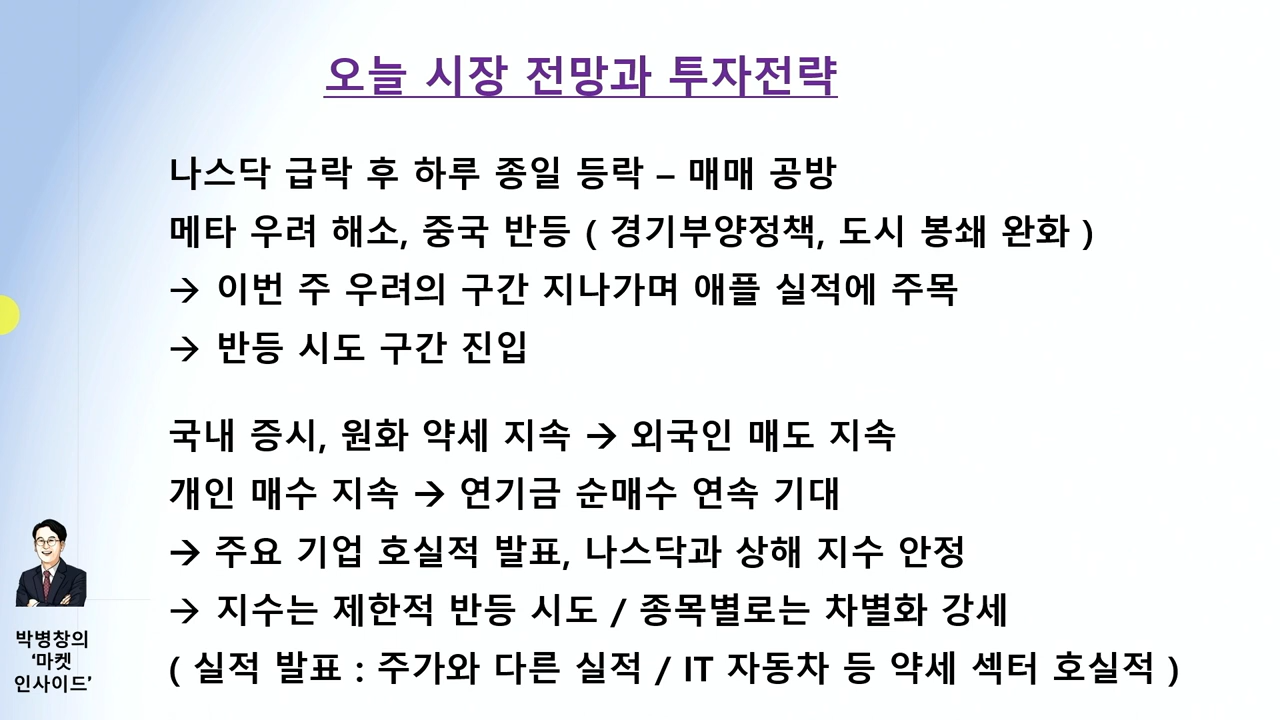 오늘 시장 전망과 투자전략
나스닥 급락 후 하루 종일 등락 – 매매 공방
메타 우려 해소, 중국 반등 ( 경기부양정책, 도시 봉쇄 완화 )
→ 이번 주 우려의 구간 지나가며 애플 실적에 주목
→ 반등 시도 구간 진입
국내 증시, 원화 약세 지속 → 외국인 매도 지속
개인 매수 지속 → 연기금 순매수 연속 기대
→ 주요 기업 호실적 발표, 나스닥과 상해 지수 안정
→ 지수는 제한적 반등 시도 / 종목별로는 차별화 강세
( 실적 발표 : 주가와 다른 실적 / IT 자동차 등 약세 섹터 호실적 )
박병창의
‘마켓
인사이드’